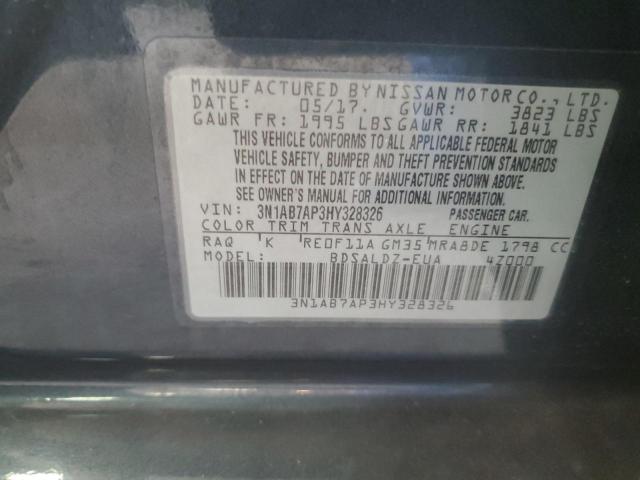 MANUFACTURED BY NISSAN MOTOR CO., LTD.
DATE: 05/17. GVWR: 3823 LBS
GAWR FR: 1995 LBS GAWR RR: 1841 LBS
THIS VEHICLE CONFORMS TO ALL APPLICABLE FEDERAL MOTOR
VEHICLE SAFETY, BUMPER AND THEFT PREVENTION STANDARDS
IN EFFECT ON THE DATE OF MANUFACTURE SHOWN ABOVE.
SEE OWNER'S MANUAL FOR ADDITIONAL INFORMATION.
VIN: 3N1AB7AP3HY328326 PASSENGER CAR.
COLOR TRIM TRANS AXLE ENGINE
RAQ K RE0F11A GM35 MRA8DE 1798 CC
MODEL: BDSALDZ-EUA 4Z000
3N1AB7AP3HY328326